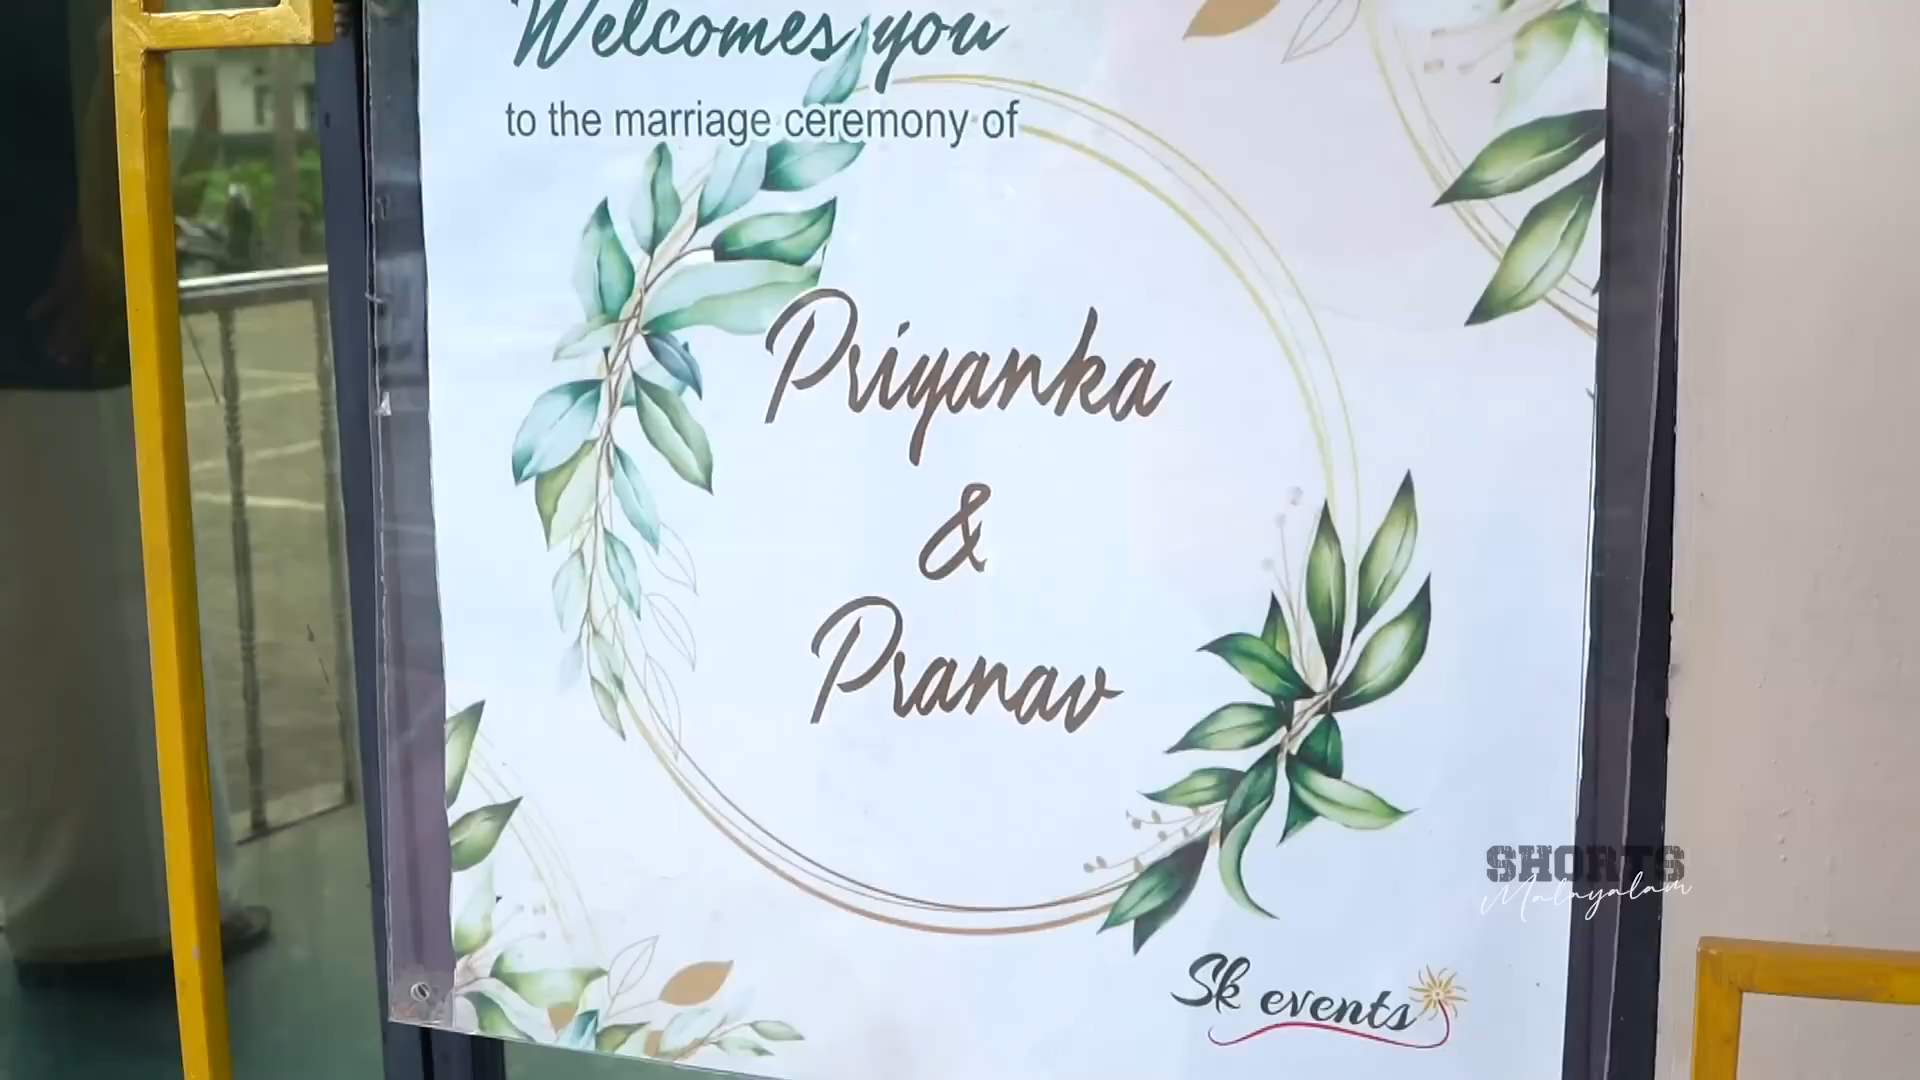 Welcomes you
to the marriage ceremony of
Priyanka
&
Pranav
SHORTS
Malayalam
Sk events